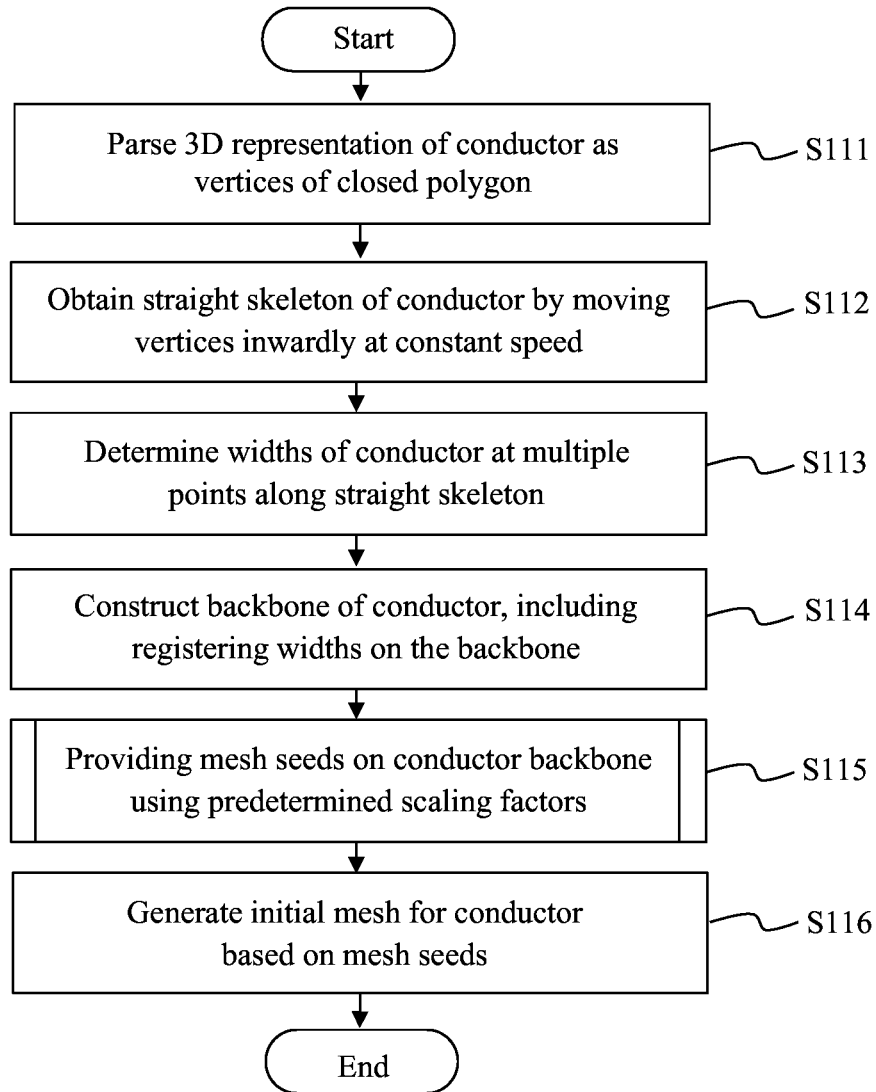 Start
Parse 3D representation of conductor as
vertices of closed polygon
S111
Obtain straight skeleton of conductor by moving
vertices inwardly at constant speed
S112
Determine widths of conductor at multiple
points along straight skeleton
S113
Construct backbone of conductor, including
registering widths on the backbone
S114
Providing mesh seeds on conductor backbone
using predetermined scaling factors
S115
Generate initial mesh for conductor
based on mesh seeds
S116
End